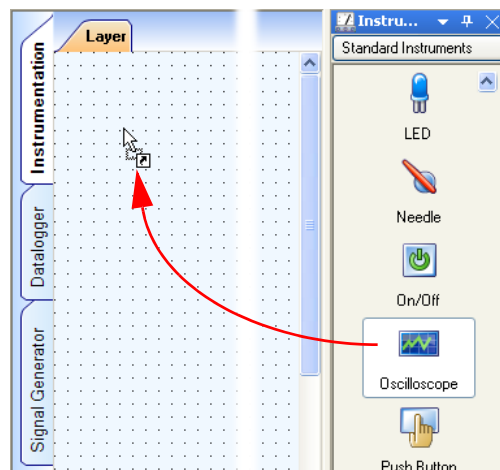 Instrumentation
Datalogger
Signal Generator
Layer
Instru...
Standard Instruments
LED
Needle
On/Off
Oscilloscope
Push Button